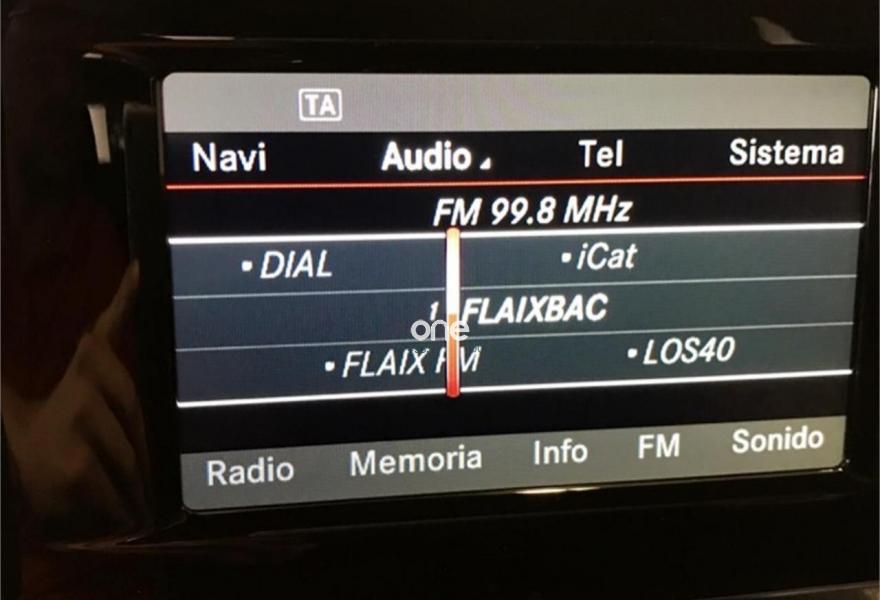 TA
Navi Audio Tel Sistema
FM 99.8 MHz
• DIAL • iCat
1 FLAIXBAC
one
• FLAIX FM • LOS40
Radio Memoria Info FM Sonido